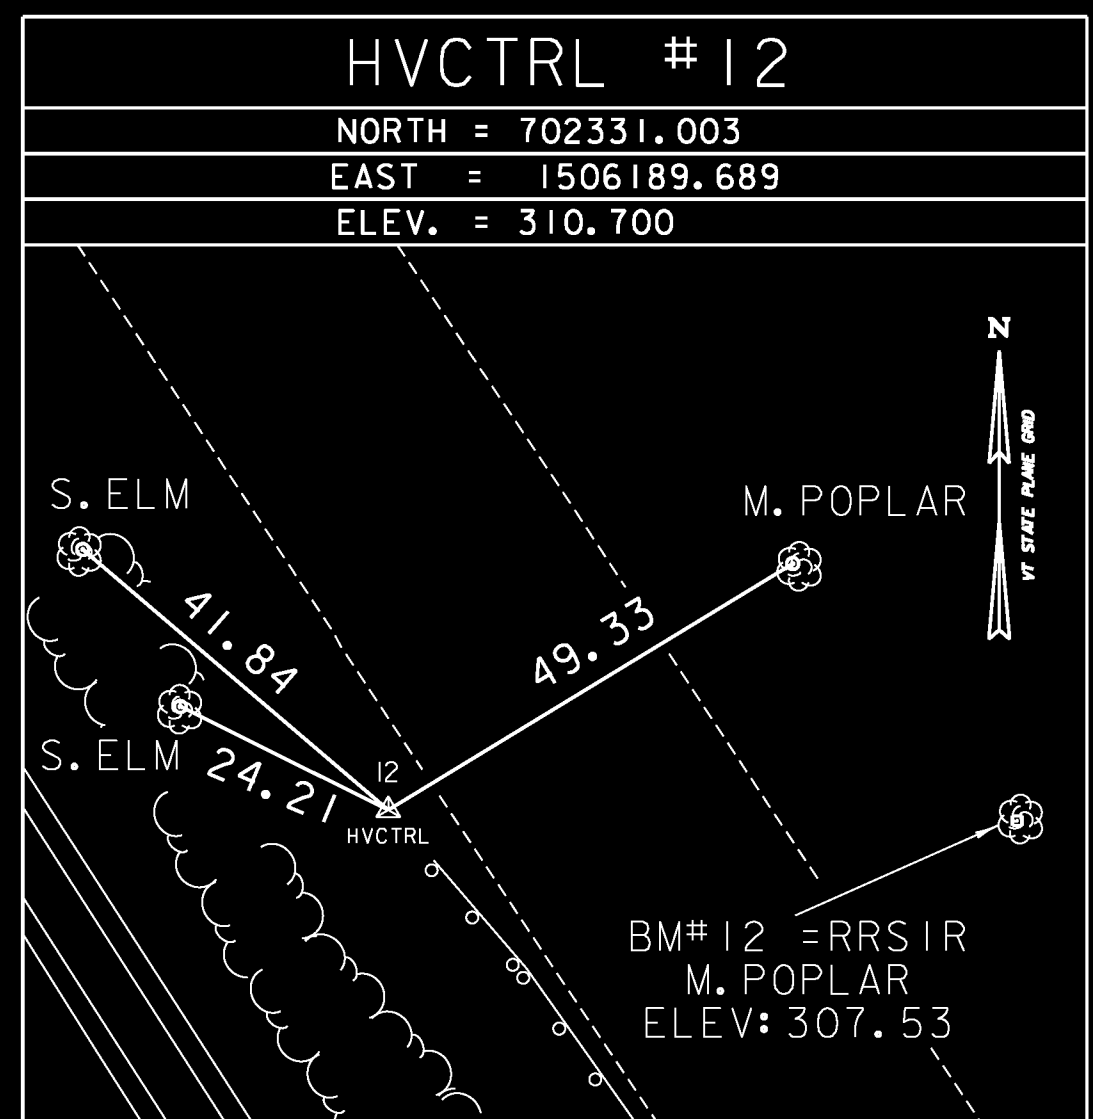 HVCTRL #12
NORTH = 702331.003
EAST = 1506189.689
ELEV. = 310.700
N
VT STATE PLANE GRID
S. ELM
M. POPLAR
41.84
49.33
S. ELM
24.21
12
HVCTRL
BM#12 =RRSIR
M. POPLAR
ELEV: 307.53